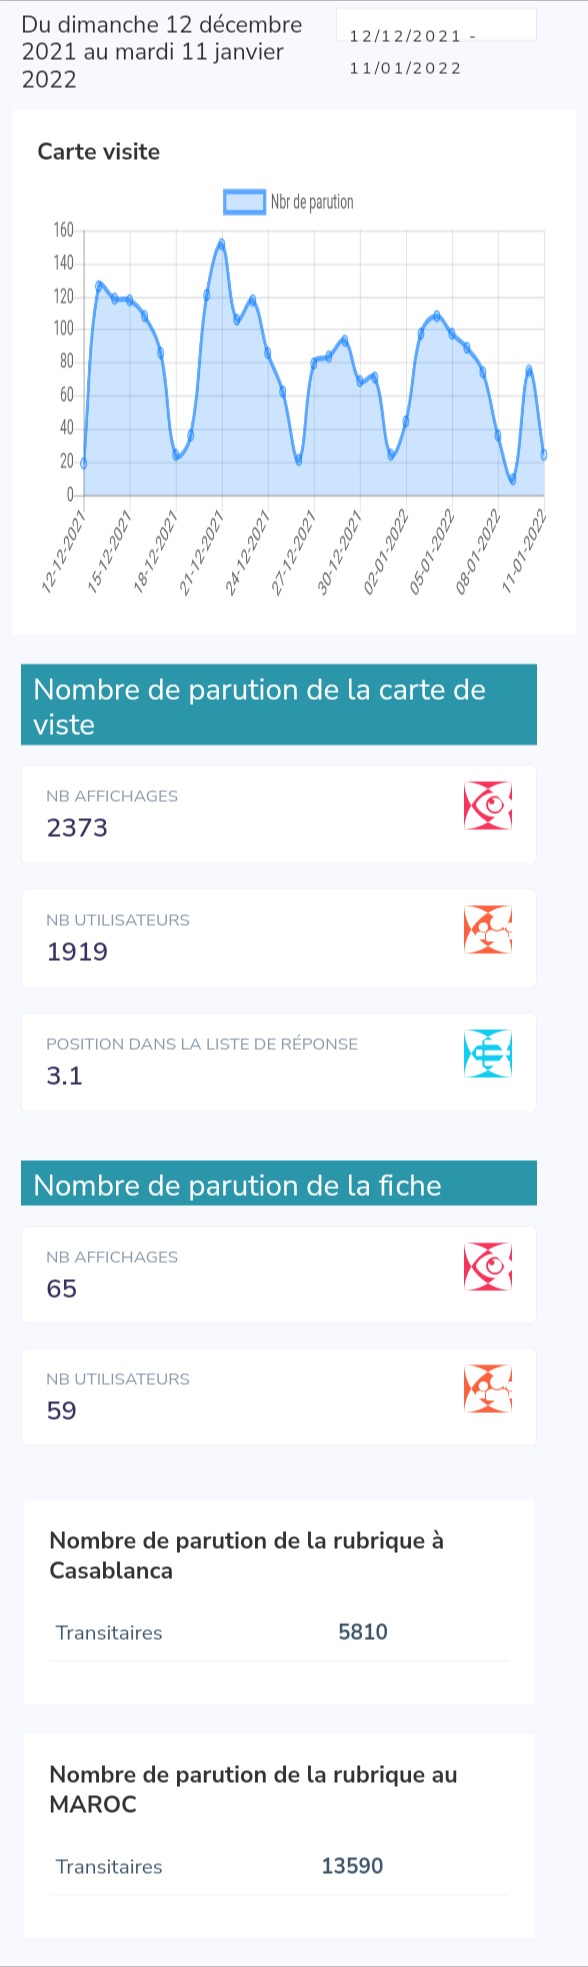 Du dimanche 12 décembre
2021 au mardi 11 janvier
2022
12/12/2021 -
11/01/2022
Carte visite
Nbr de parution
160
140
120
100
80
60
40
20
0
12-12-2021
15-12-2021
18-12-2021
21-12-2021
24-12-2021
27-12-2021
30-12-2021
02-01-2022
05-01-2022
08-01-2022
11-01-2022
Nombre de parution de la carte de
viste
NB AFFICHAGES
2373
NB UTILISATEURS
1919
POSITION DANS LA LISTE DE RÉPONSE
3.1
Nombre de parution de la fiche
NB AFFICHAGES
65
NB UTILISATEURS
59
Nombre de parution de la rubrique à
Casablanca
Transitaires 5810
Nombre de parution de la rubrique au
MAROC
Transitaires 13590